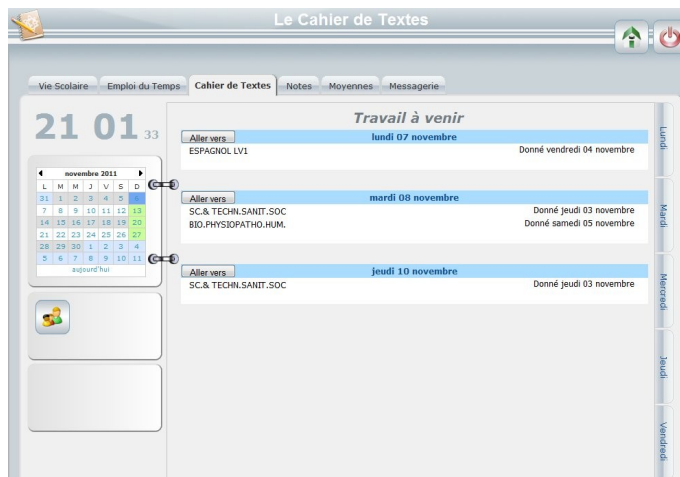 Le Cahier de Textes
Vie Scolaire Emploi du Temps Cahier de Textes Notes Moyennes Messagerie
21 01 33
novembre 2011
L M M J V S D
31 1 2 3 4 5 6
7 8 9 10 11 12 13
14 15 16 17 18 19 20
21 22 23 24 25 26 27
28 29 30 1 2 3 4
5 6 7 8 9 10 11
aujourd'hui
Travail à venir
Aller vers lundi 07 novembre
ESPAGNOL LV1 Donné vendredi 04 novembre
Aller vers mardi 08 novembre
SC.& TECHN.SANIT.SOC Donné jeudi 03 novembre
BIO.PHYSIOPATHO.HUM. Donné samedi 05 novembre
Aller vers jeudi 10 novembre
SC.& TECHN.SANIT.SOC Donné jeudi 03 novembre
Lundi
Mardi
Mercredi
Jeudi
Vendredi